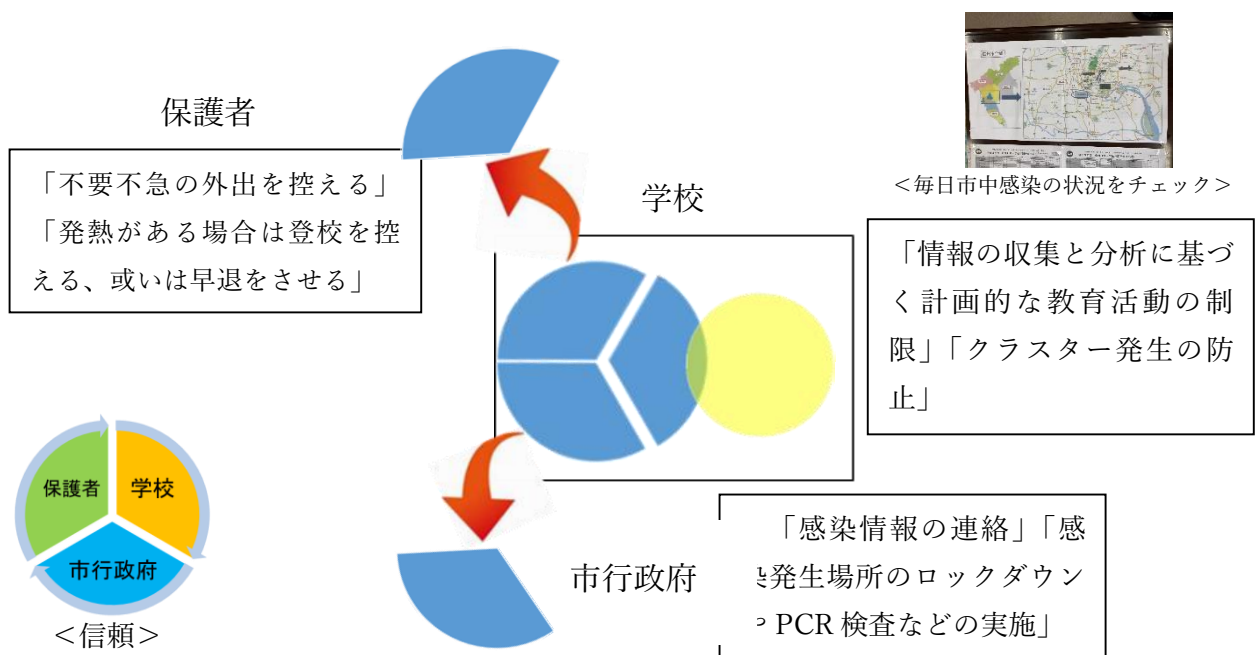 保護者
「不要不急の外出を控える」
「発熱がある場合は登校を控
える、或いは早退をさせる」
学校
<毎日市中感染の状況をチェック>
「情報の収集と分析に基づ
く計画的な教育活動の制
限」「クラスター発生の防
止」
保護者
学校
市行政府
<信頼>
市行政府
「感染情報の連絡」「感
発生場所のロックダウン
PCR 検査などの実施」